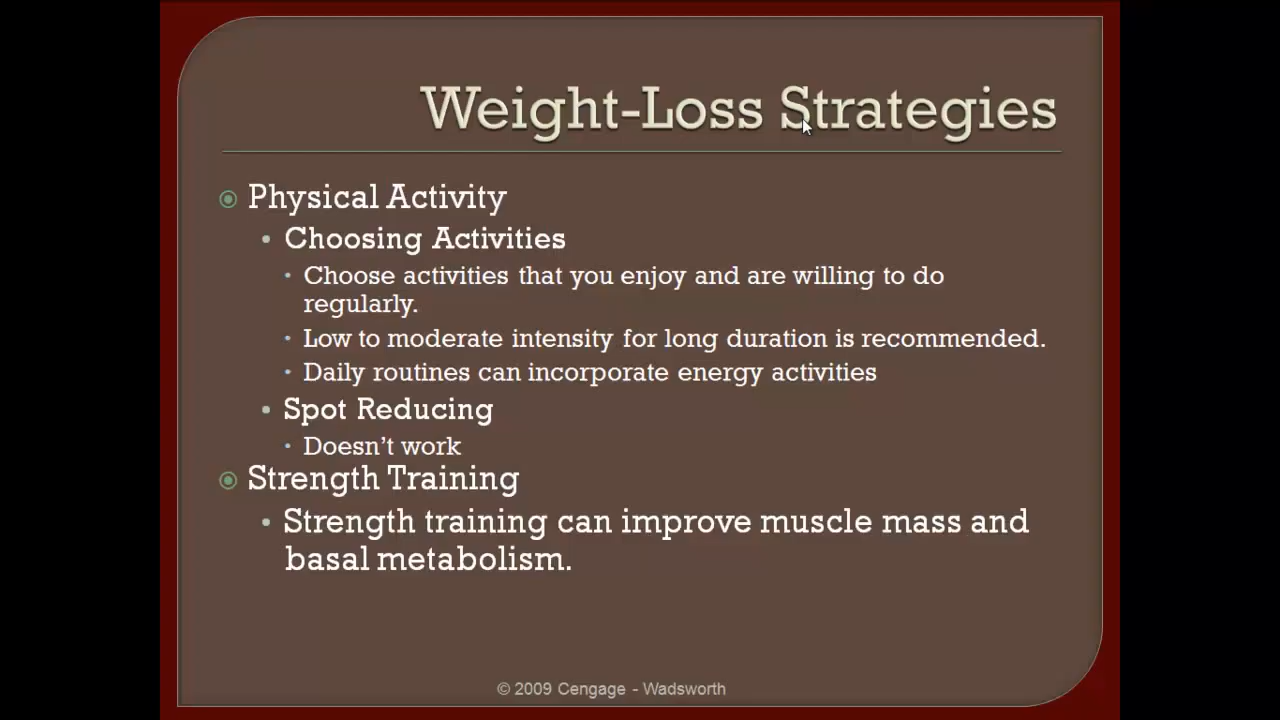 Weight-Loss Strategies
Physical Activity
Choosing Activities
Choose activities that you enjoy and are willing to do
regularly.
Low to moderate intensity for long duration is recommended.
Daily routines can incorporate energy activities
Spot Reducing
Doesn't work
Strength Training
Strength training can improve muscle mass and
basal metabolism.
© 2009 Cengage - Wadsworth